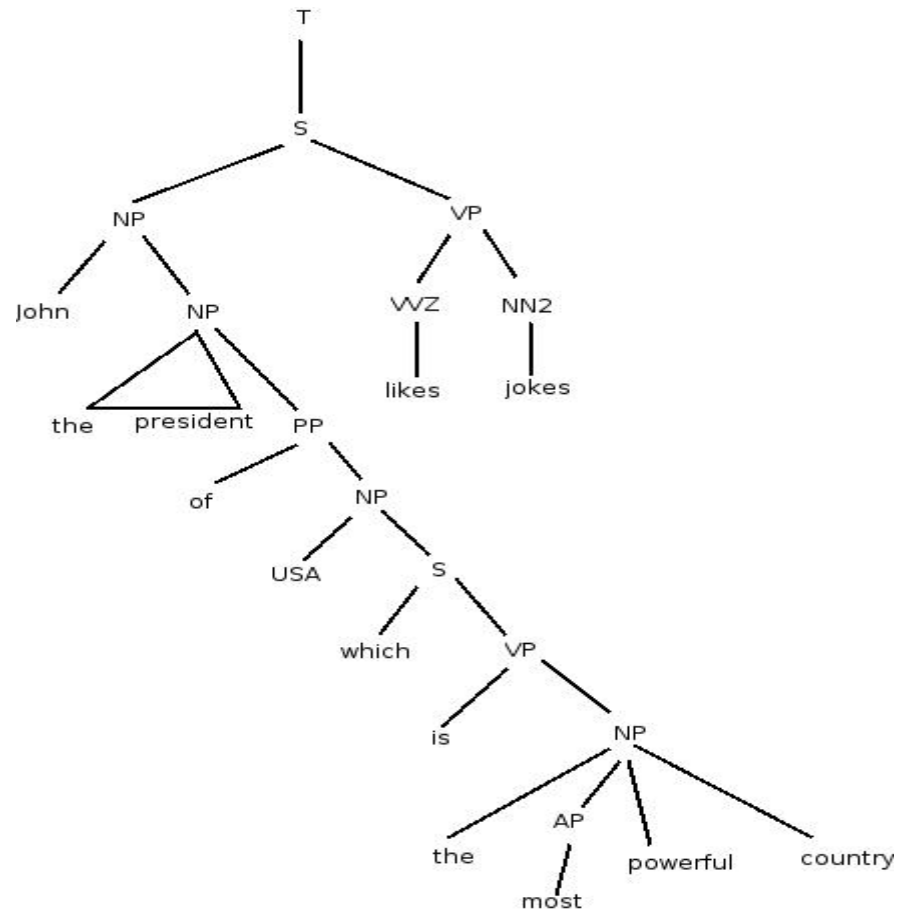 T
S
NP VP
John NP VVZ NN2
the president PP likes jokes
of NP
USA S
which VP
is NP
the AP powerful country
most